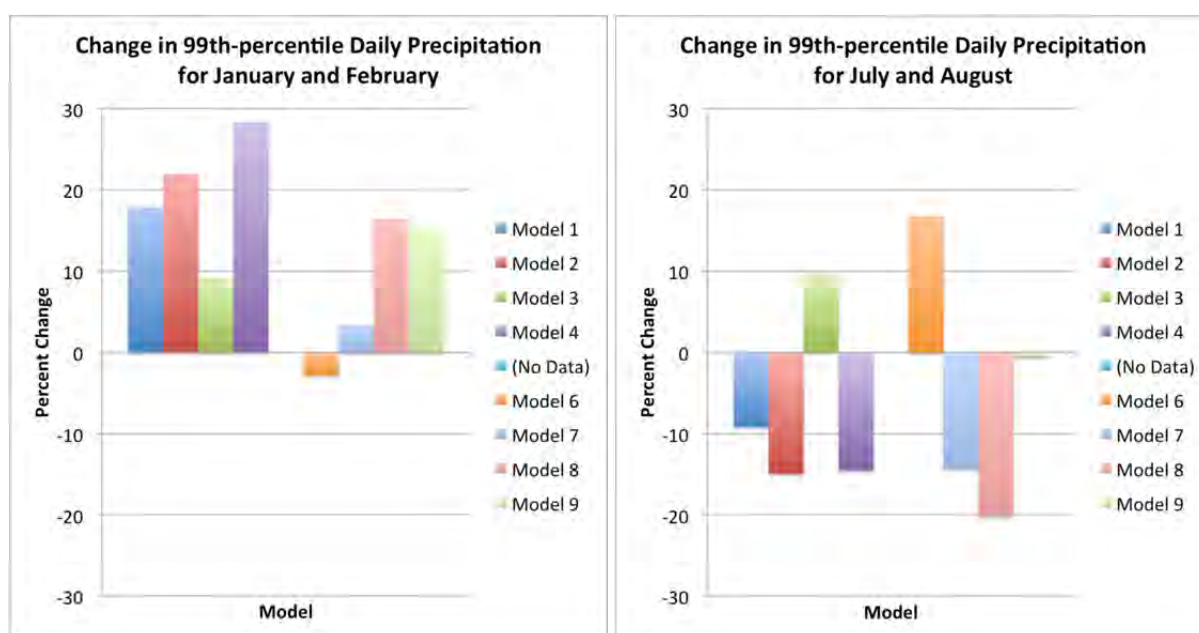 Change in 99th-percentile Daily Precipitation
for January and February
30
20
10
0
-10
-20
-30
Percent Change
Model
Model 1
Model 2
Model 3
Model 4
(No Data)
Model 6
Model 7
Model 8
Model 9
Change in 99th-percentile Daily Precipitation
for July and August
30
20
10
0
-10
-20
-30
Percent Change
Model
Model 1
Model 2
Model 3
Model 4
(No Data)
Model 6
Model 7
Model 8
Model 9